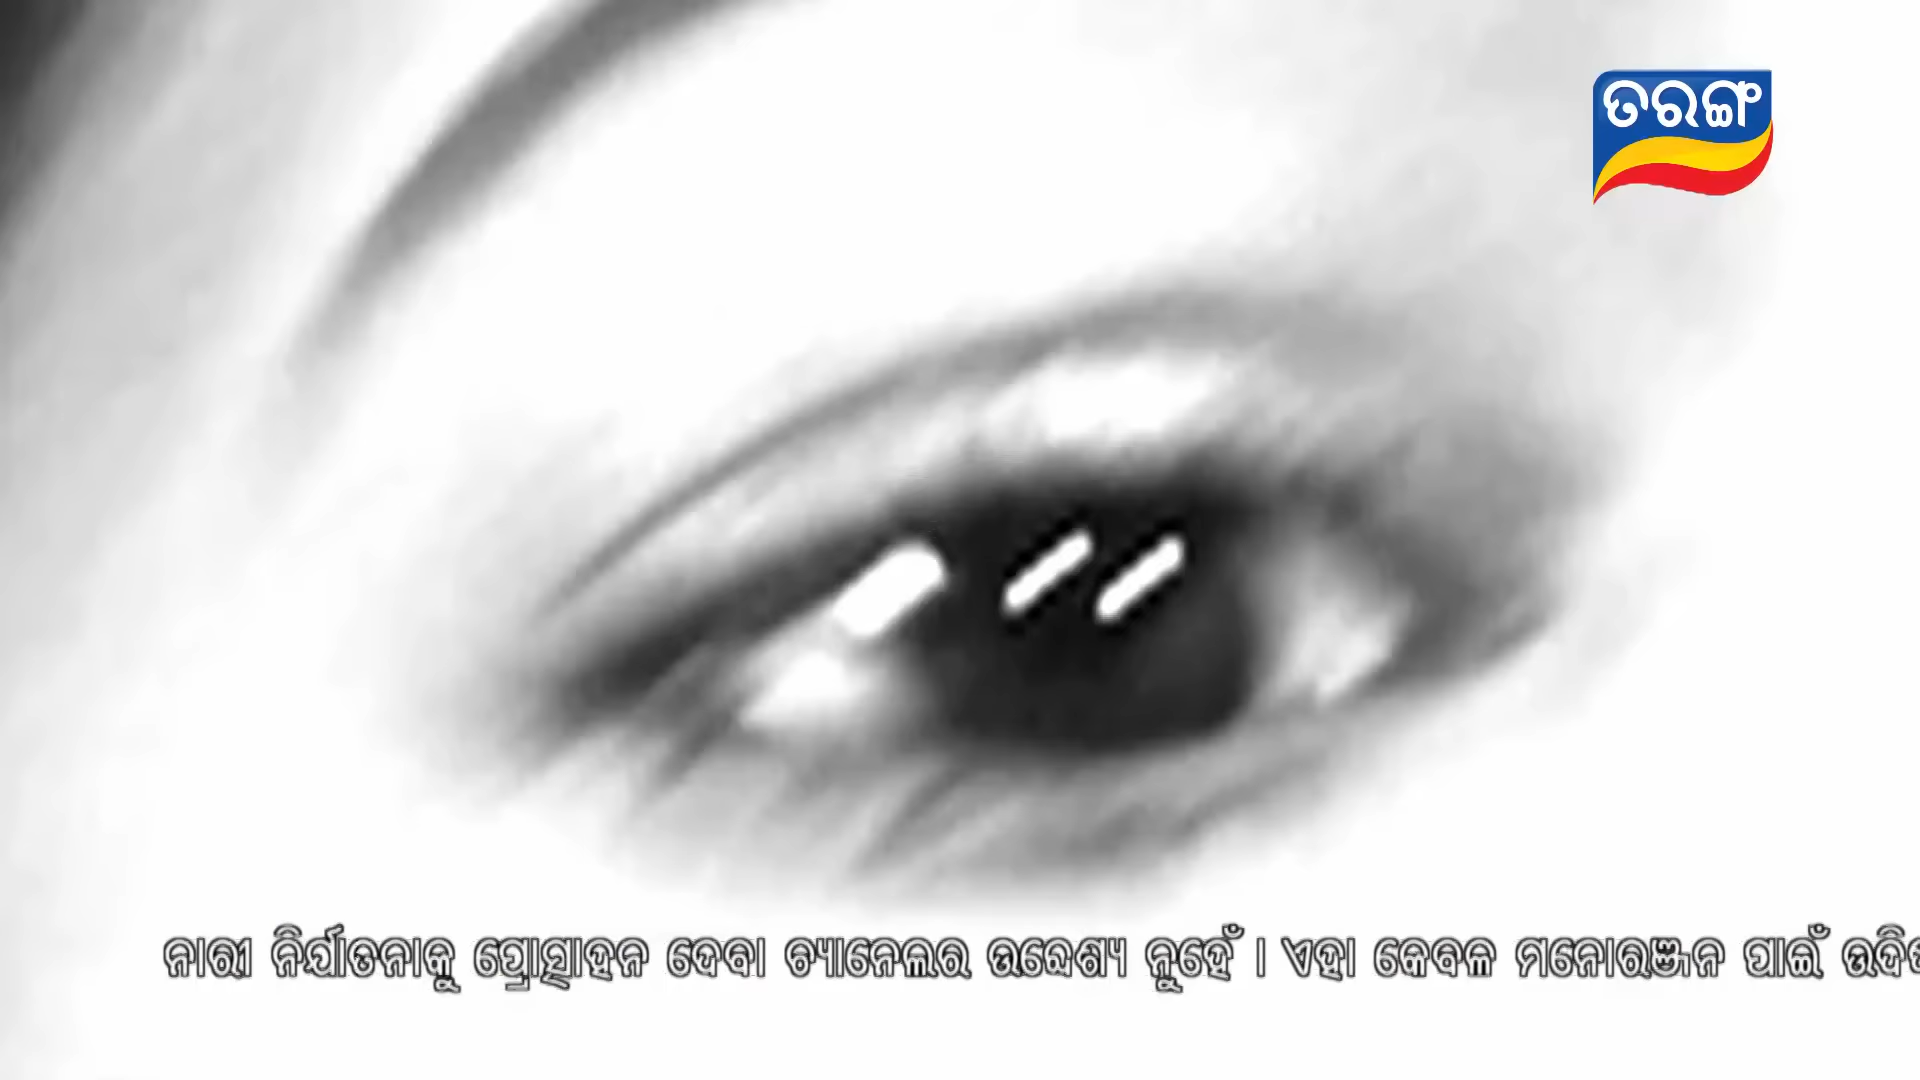 ତରଙ୍ଗ
ନାରୀ ନିର୍ଯାତନାକୁ ପ୍ରୋତ୍ସାହନ ଦେବା ଚ୍ୟାନେଲର ଉଦ୍ଦେଶ୍ୟ ନୁହେଁ । ଏହା କେବଳ ମନୋରଞ୍ଜନ ପାଇଁ